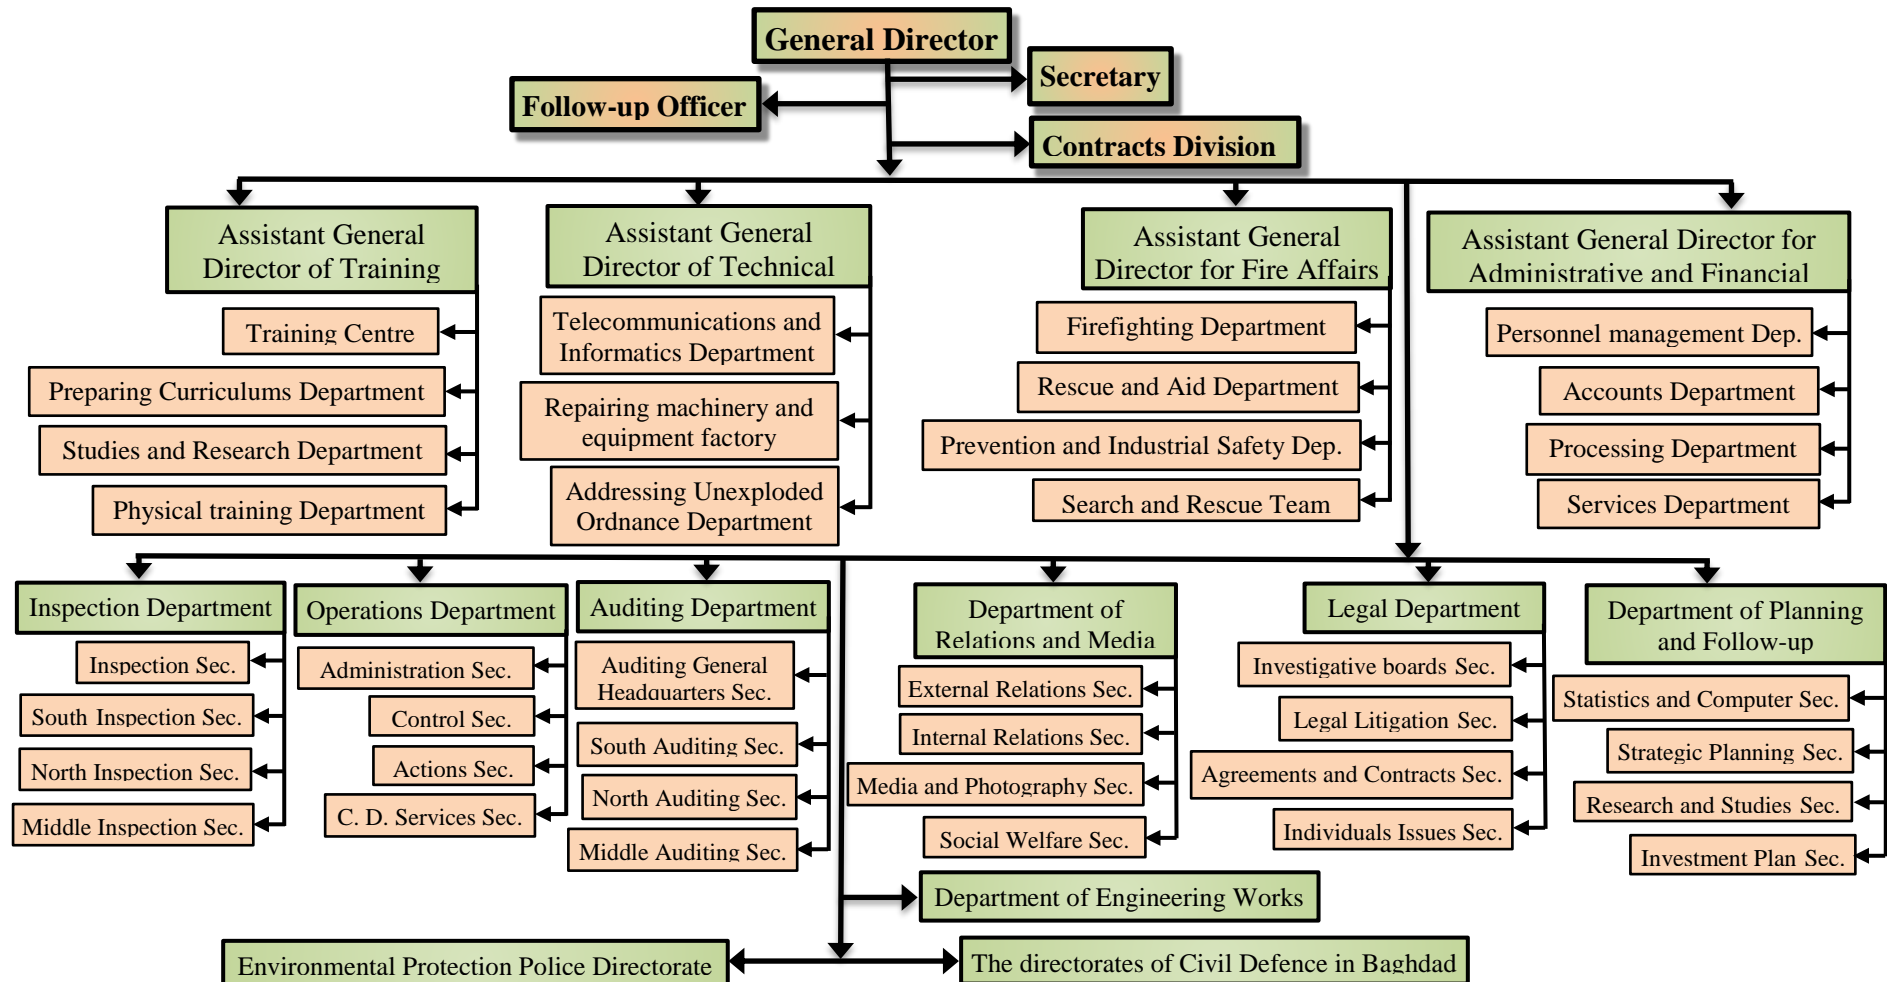 General Director
Secretary
Follow-up Officer
Contracts Division
Assistant General
Director of Training
Assistant General
Director of Technical
Assistant General
Director for Fire Affairs
Assistant General Director for
Administrative and Financial
Training Centre
Preparing Curriculums Department
Studies and Research Department
Physical training Department
Telecommunications and
Informatics Department
Repairing machinery and
equipment factory
Addressing Unexploded
Ordnance Department
Firefighting Department
Rescue and Aid Department
Prevention and Industrial Safety Dep.
Search and Rescue Team
Personnel management Dep.
Accounts Department
Processing Department
Services Department
Inspection Department
Inspection Sec.
South Inspection Sec.
North Inspection Sec.
Middle Inspection Sec.
Operations Department
Administration Sec.
Control Sec.
Actions Sec.
C. D. Services Sec.
Auditing Department
Auditing General
Headquarters Sec.
South Auditing Sec.
North Auditing Sec.
Middle Auditing Sec.
Department of
Relations and Media
External Relations Sec.
Internal Relations Sec.
Media and Photography Sec.
Social Welfare Sec.
Legal Department
Investigative boards Sec.
Legal Litigation Sec.
Agreements and Contracts Sec.
Individuals Issues Sec.
Department of Planning
and Follow-up
Statistics and Computer Sec.
Strategic Planning Sec.
Research and Studies Sec.
Investment Plan Sec.
Department of Engineering Works
Environmental Protection Police Directorate
The directorates of Civil Defence in Baghdad